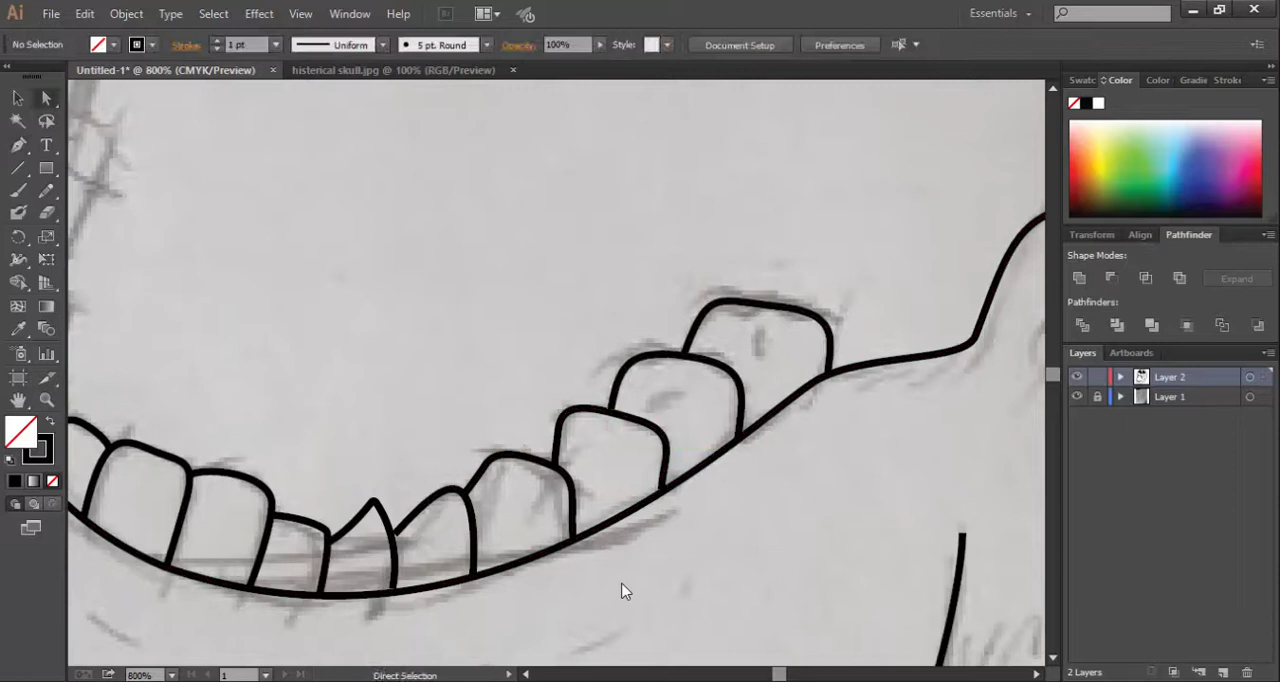 Ai File Edit Object Type Select Effect View Window Help Br Essentials
No Selection Stroke: 1 pt Uniform 5 pt. Round Opacity: 100% Style: Document Setup Preferences
Untitled-1* @ 800% (CMYK/Preview) × histerical skull.jpg @ 100% (RGB/Preview) ×
Swatc Color Color Gradie Stroke
T
Transform Align Pathfinder
Shape Modes:
Expand
Pathfinders:
Layers Artboards
Layer 2
Layer 1
800% 1 Direct Selection 2 Layers